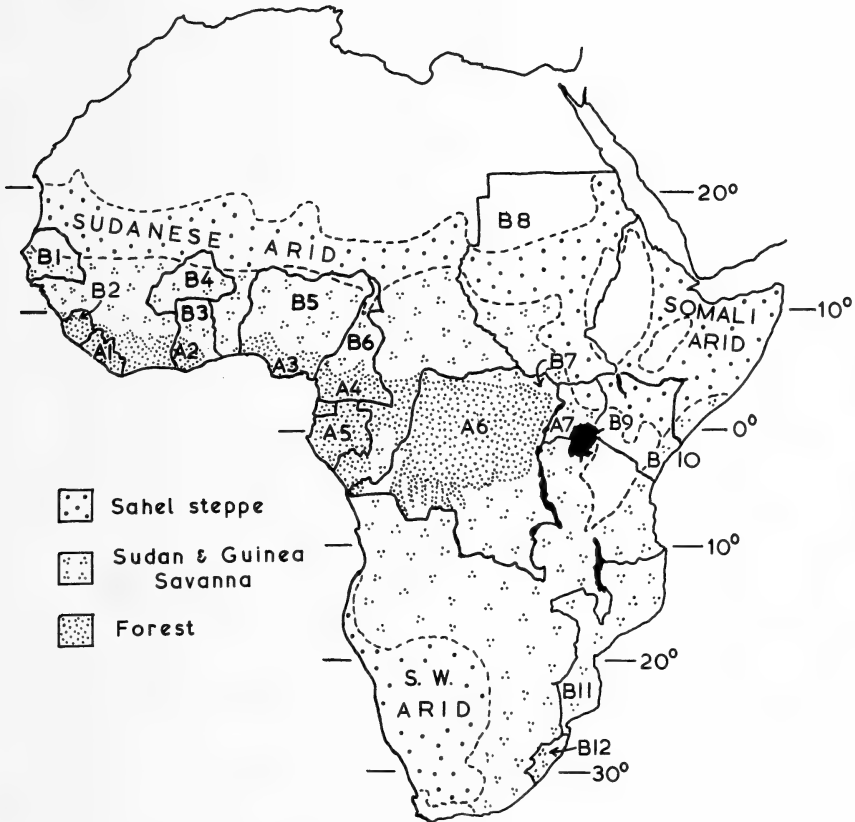 20°
SUDANESE ARID
B8
B1
B4
B2
B5
SOMALI
ARID
10°
B3
B6
A1
A2
A3
B7
A4
A5
A6
A7
B9
0°
B 10
Sahel steppe
Sudan & Guinea
Savanna
Forest
10°
20°
S.W.
ARID
B11
B12
30°